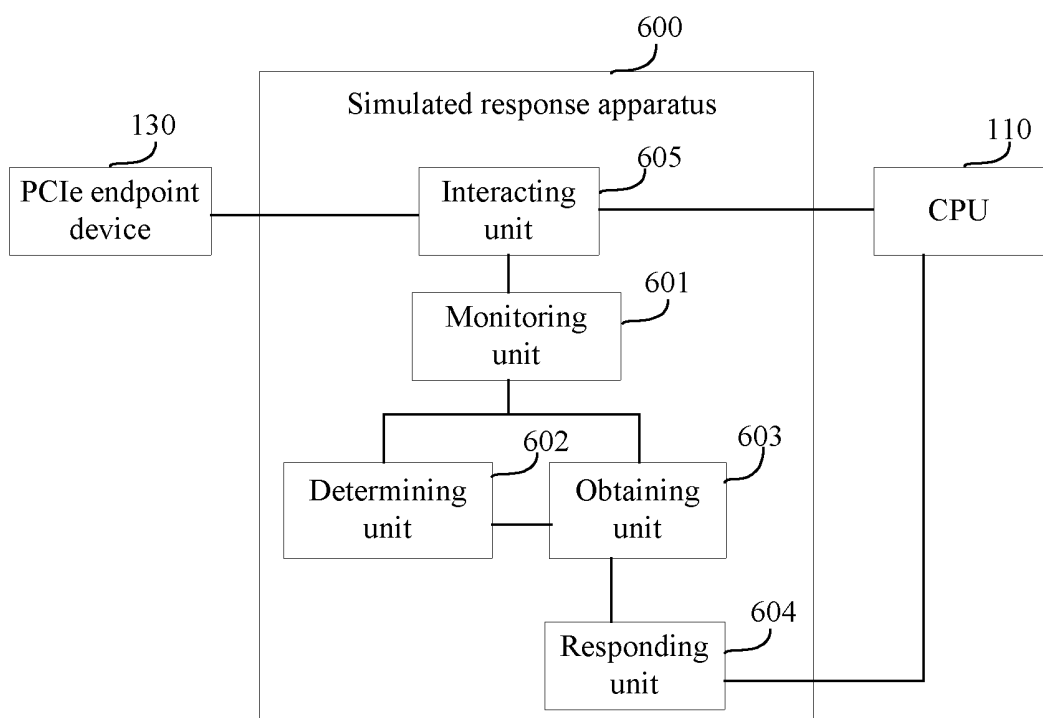 600
Simulated response apparatus
130
605
110
PCIe endpoint
device
Interacting
unit
CPU
601
Monitoring
unit
602
603
Determining
unit
Obtaining
unit
604
Responding
unit